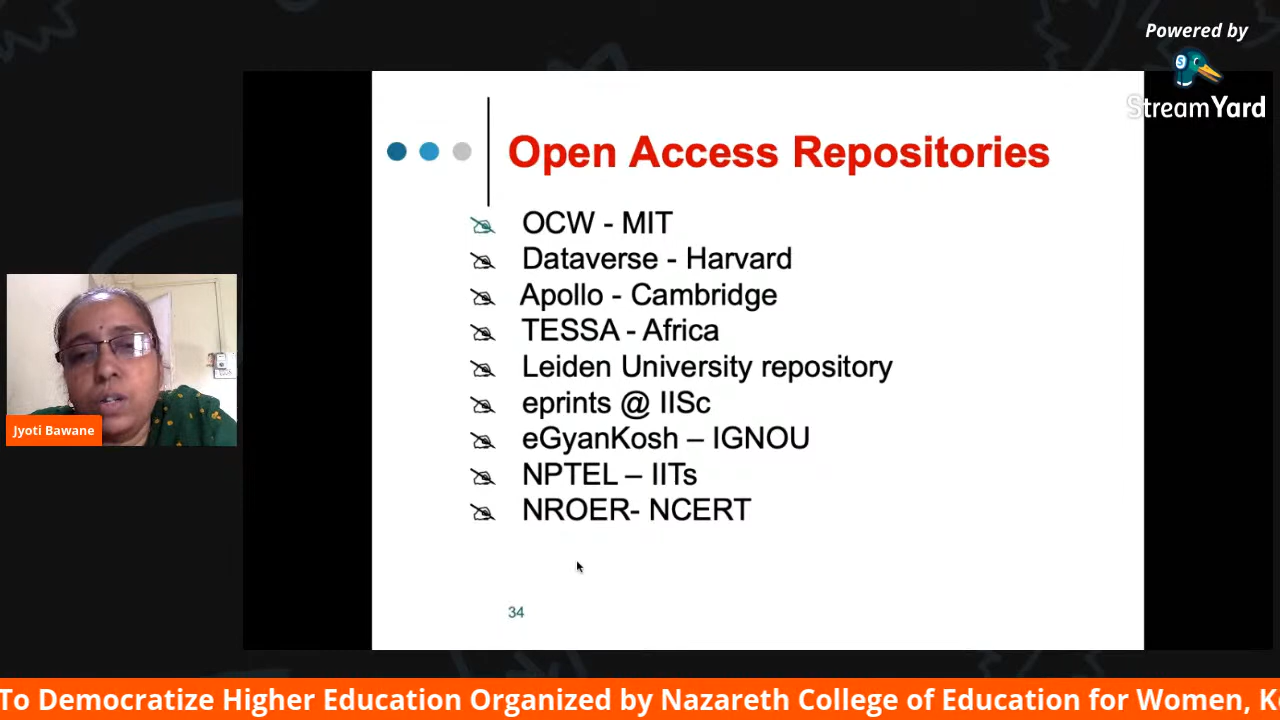 Powered by
StreamYard
Open Access Repositories
OCW - MIT
Dataverse - Harvard
Apollo - Cambridge
TESSA - Africa
Leiden University repository
eprints @ IISc
eGyanKosh – IGNOU
NPTEL – IITs
NROER- NCERT
34
Jyoti Bawane
To Democratize Higher Education Organized by Nazareth College of Education for Women, K